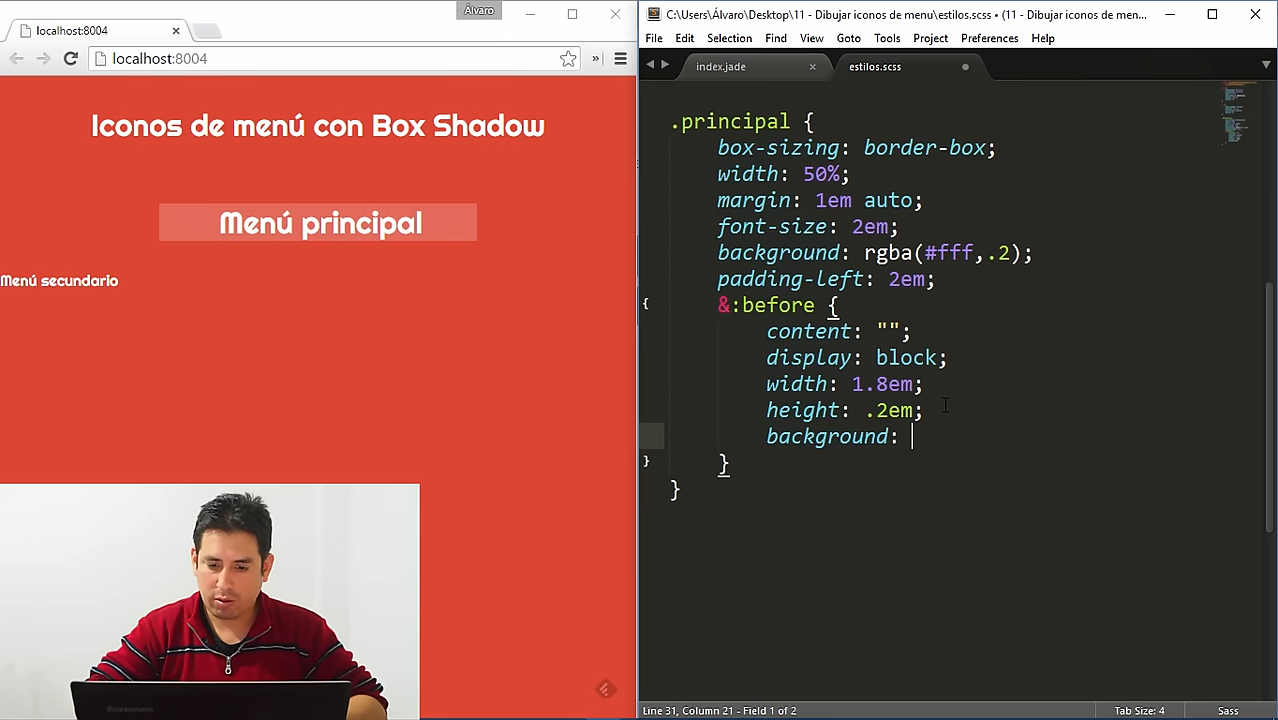 Álvaro
localhost:8004
localhost:8004
»
Iconos de menú con Box Shadow
Menú principal
Menú secundario
C:\Users\Álvaro\Desktop\11 - Dibujar iconos de menu\estilos.scss • (11 - Dibujar iconos de men...
File Edit Selection Find View Goto Tools Project Preferences Help
index.jade
estilos.scss
.principal {
box-sizing: border-box;
width: 50%;
margin: 1em auto;
font-size: 2em;
background: rgba(#fff,.2);
padding-left: 2em;
&:before {
content: "";
display: block;
width: 1.8em;
height: .2em;
background:
}
}
Line 31, Column 21 - Field 1 of 2
Tab Size: 4
Sass